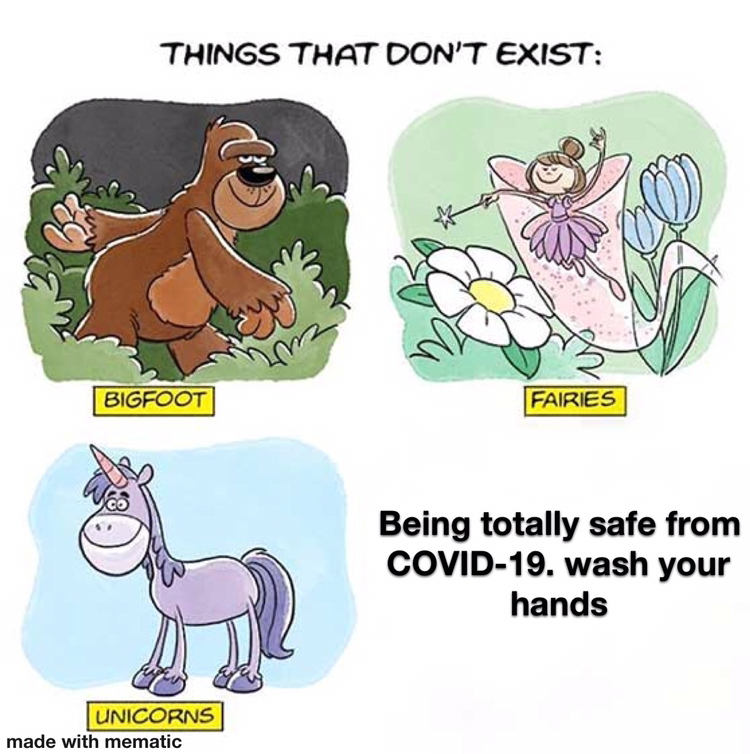 THINGS THAT DON'T EXIST:
BIGFOOT
FAIRIES
Being totally safe from
COVID-19. wash your
hands
UNICORNS
made with mematic